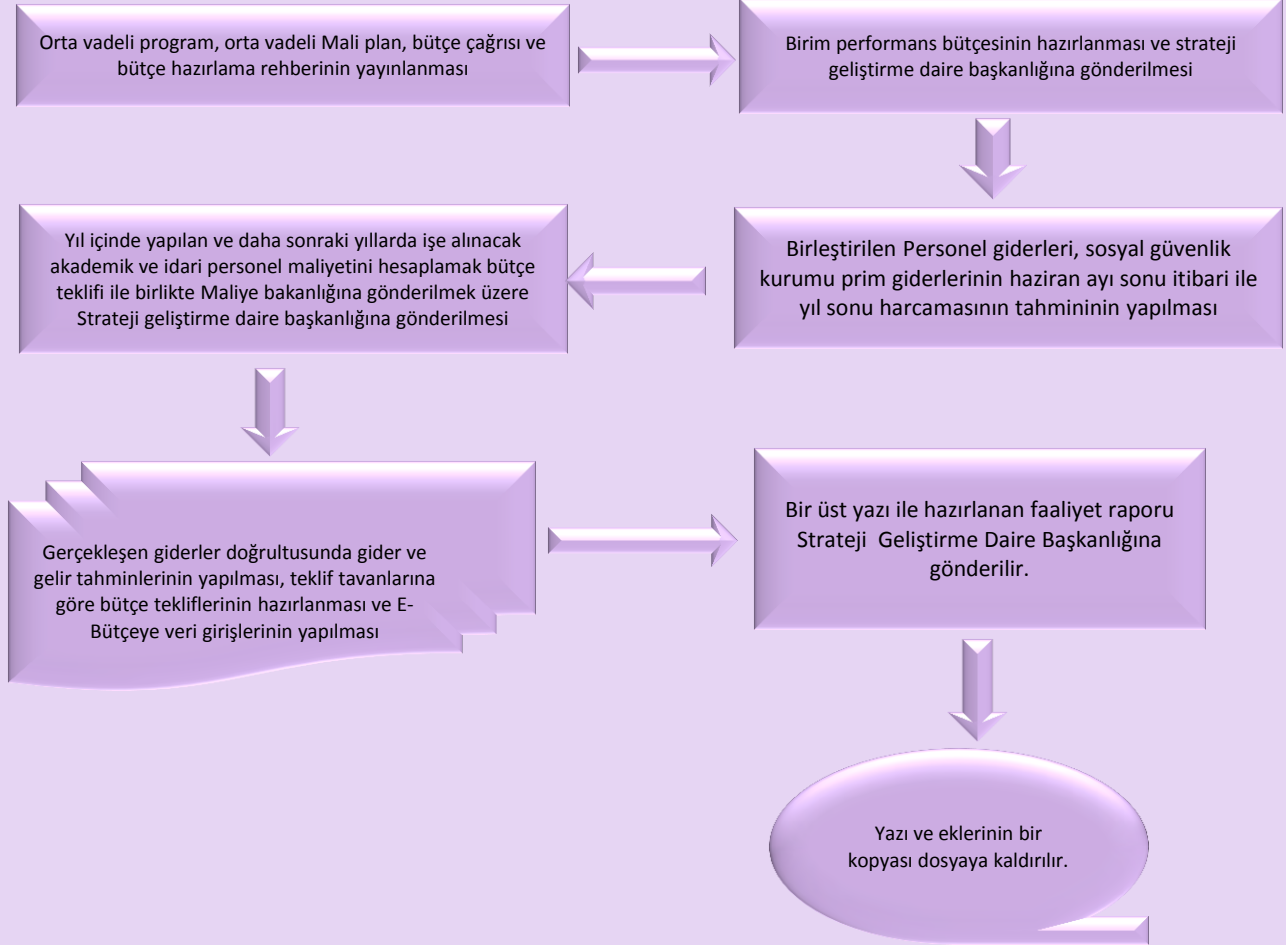 Orta vadeli program, orta vadeli Mali plan, bütçe çağrısı ve
bütçe hazırlama rehberinin yayınlanması
Birim performans bütçesinin hazırlanması ve strateji
geliştirme daire başkanlığına gönderilmesi
Birleştirilen Personel giderleri, sosyal güvenlik
kurumu prim giderlerinin haziran ayı sonu itibari ile
yıl sonu harcamasının tahmininin yapılması
Yıl içinde yapılan ve daha sonraki yıllarda işe alınacak
akademik ve idari personel maliyetini hesaplamak bütçe
teklifi ile birlikte Maliye bakanlığına gönderilmek üzere
Strateji geliştirme daire başkanlığına gönderilmesi
Gerçekleşen giderler doğrultusunda gider ve
gelir tahminlerinin yapılması, teklif tavanlarına
göre bütçe tekliflerinin hazırlanması ve E-
Bütçeye veri girişlerinin yapılması
Bir üst yazı ile hazırlanan faaliyet raporu
Strateji Geliştirme Daire Başkanlığına
gönderilir.
Yazı ve eklerinin bir
kopyası dosyaya kaldırılır.